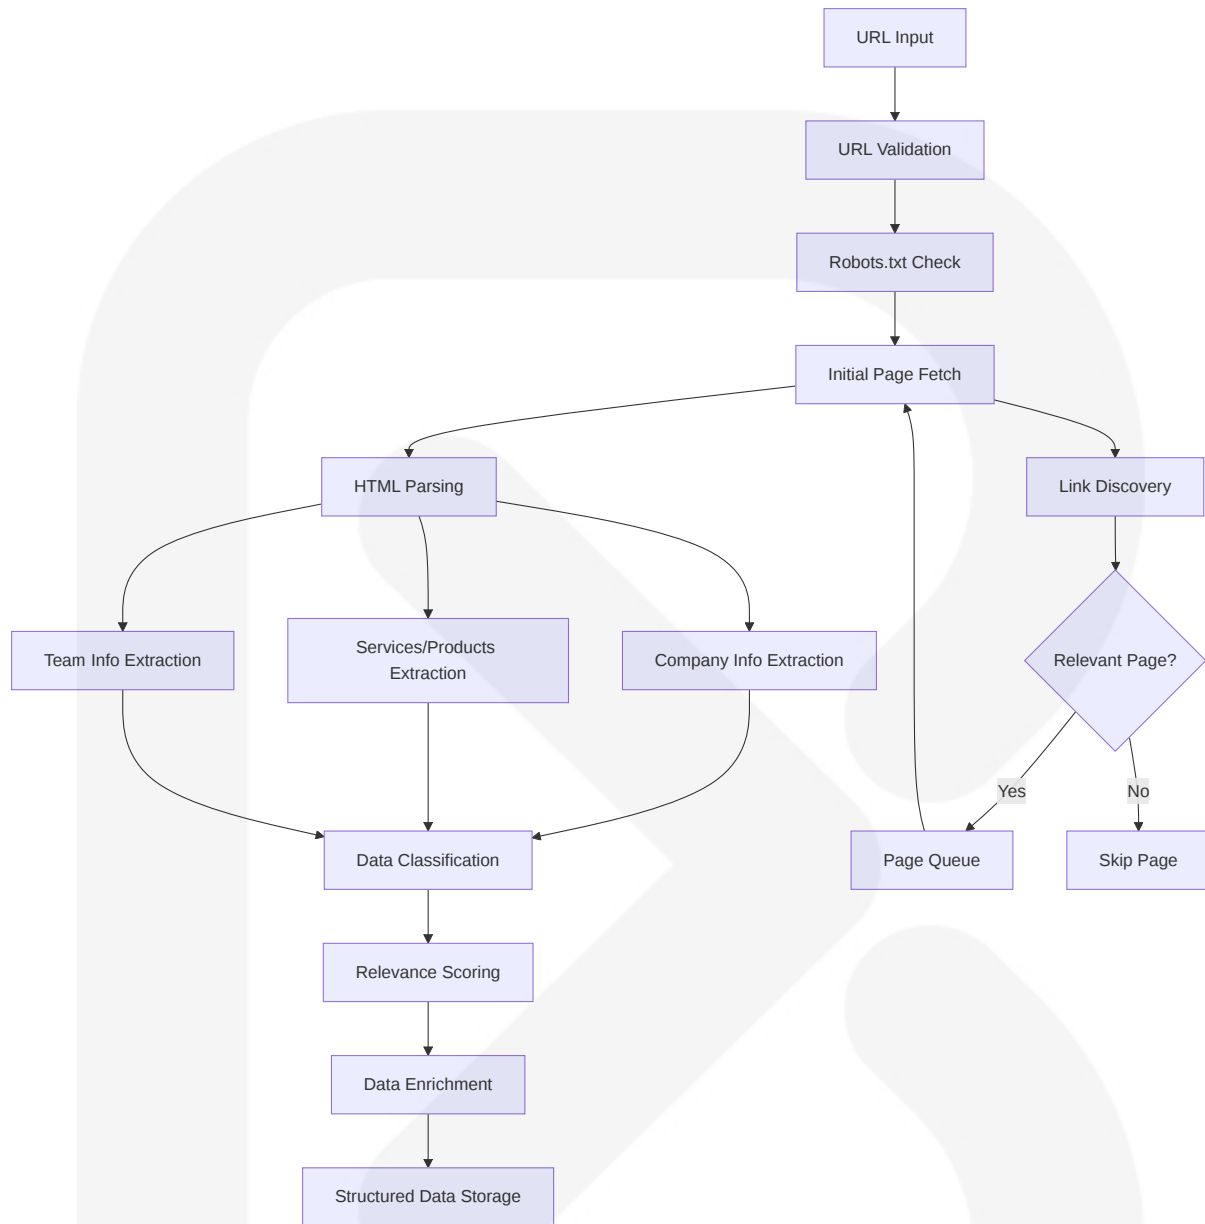 URL Input
URL Validation
Robots.txt Check
Initial Page Fetch
HTML Parsing
Link Discovery
Team Info Extraction
Services/Products
Extraction
Company Info Extraction
Relevant Page?
Yes
No
Data Classification
Page Queue
Skip Page
Relevance Scoring
Data Enrichment
Structured Data Storage